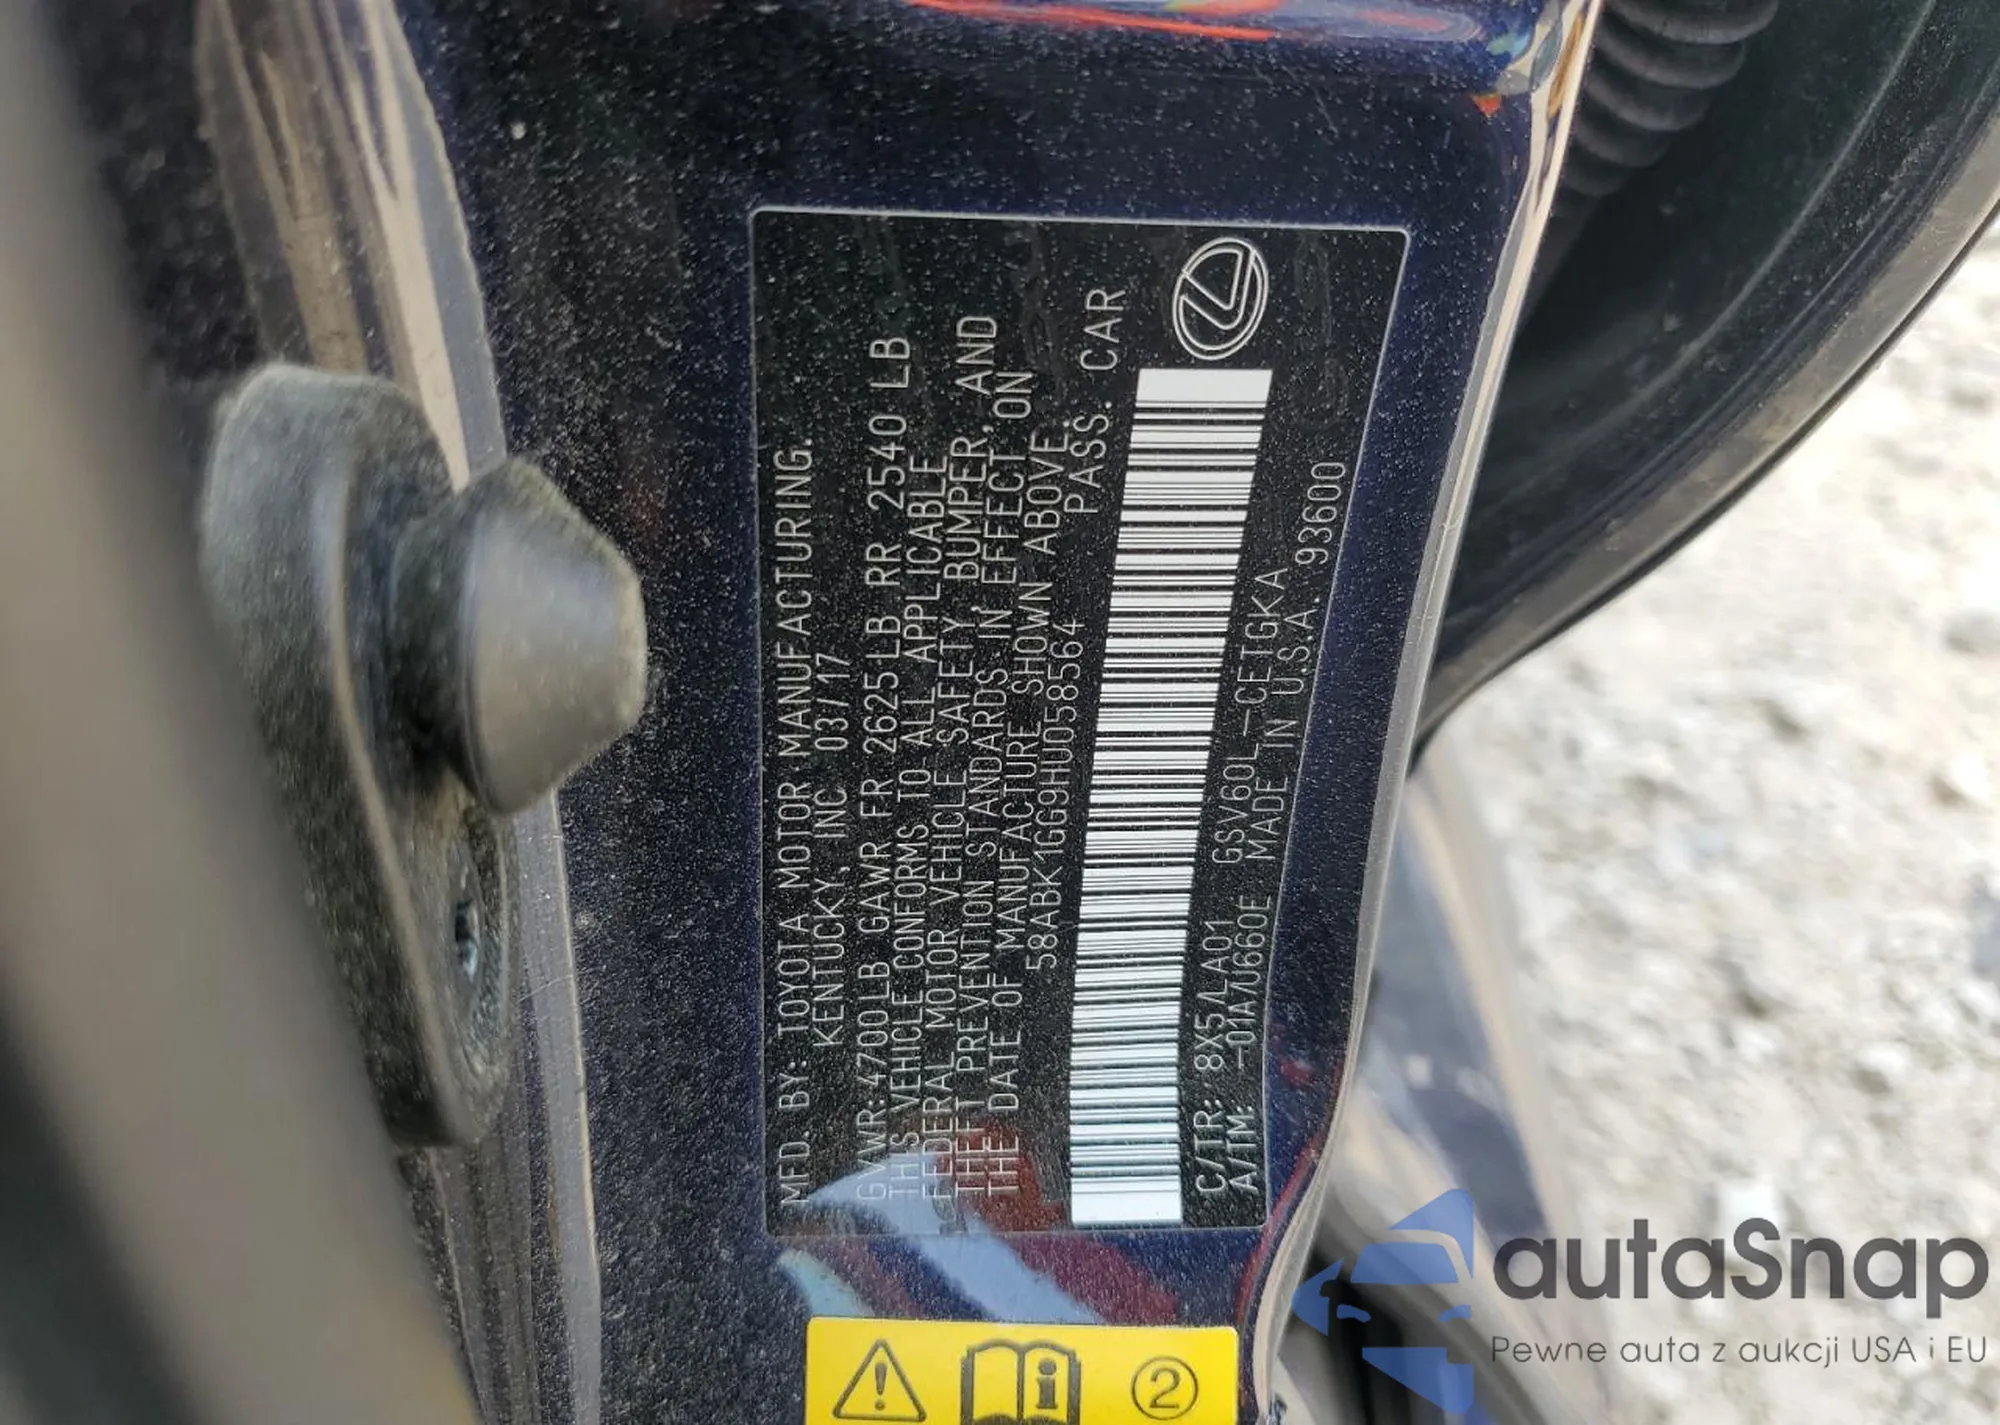 MFD. BY: TOYOTA MOTOR MANUFACTURING.
KENTUCKY, INC 03/17
GVWR: 4700LB GAWR FR 2625LB RR 2540 LB
THIS VEHICLE CONFORMS TO ALL APPLICABLE
FEDERAL MOTOR VEHICLE SAFETY, BUMPER, AND
THEFT PREVENTION STANDARDS IN EFFECT ON
THE DATE OF MANUFACTURE SHOWN ABOVE.
58ABK1GG9HU058564 PASS. CAR
C/TR: 8X5/LA01 GSV60L-CETGKA
A/TM: -01A/U660E MADE IN U.S.A. 93600
2
autaSnap
Pewne auta z aukcji USA i EU